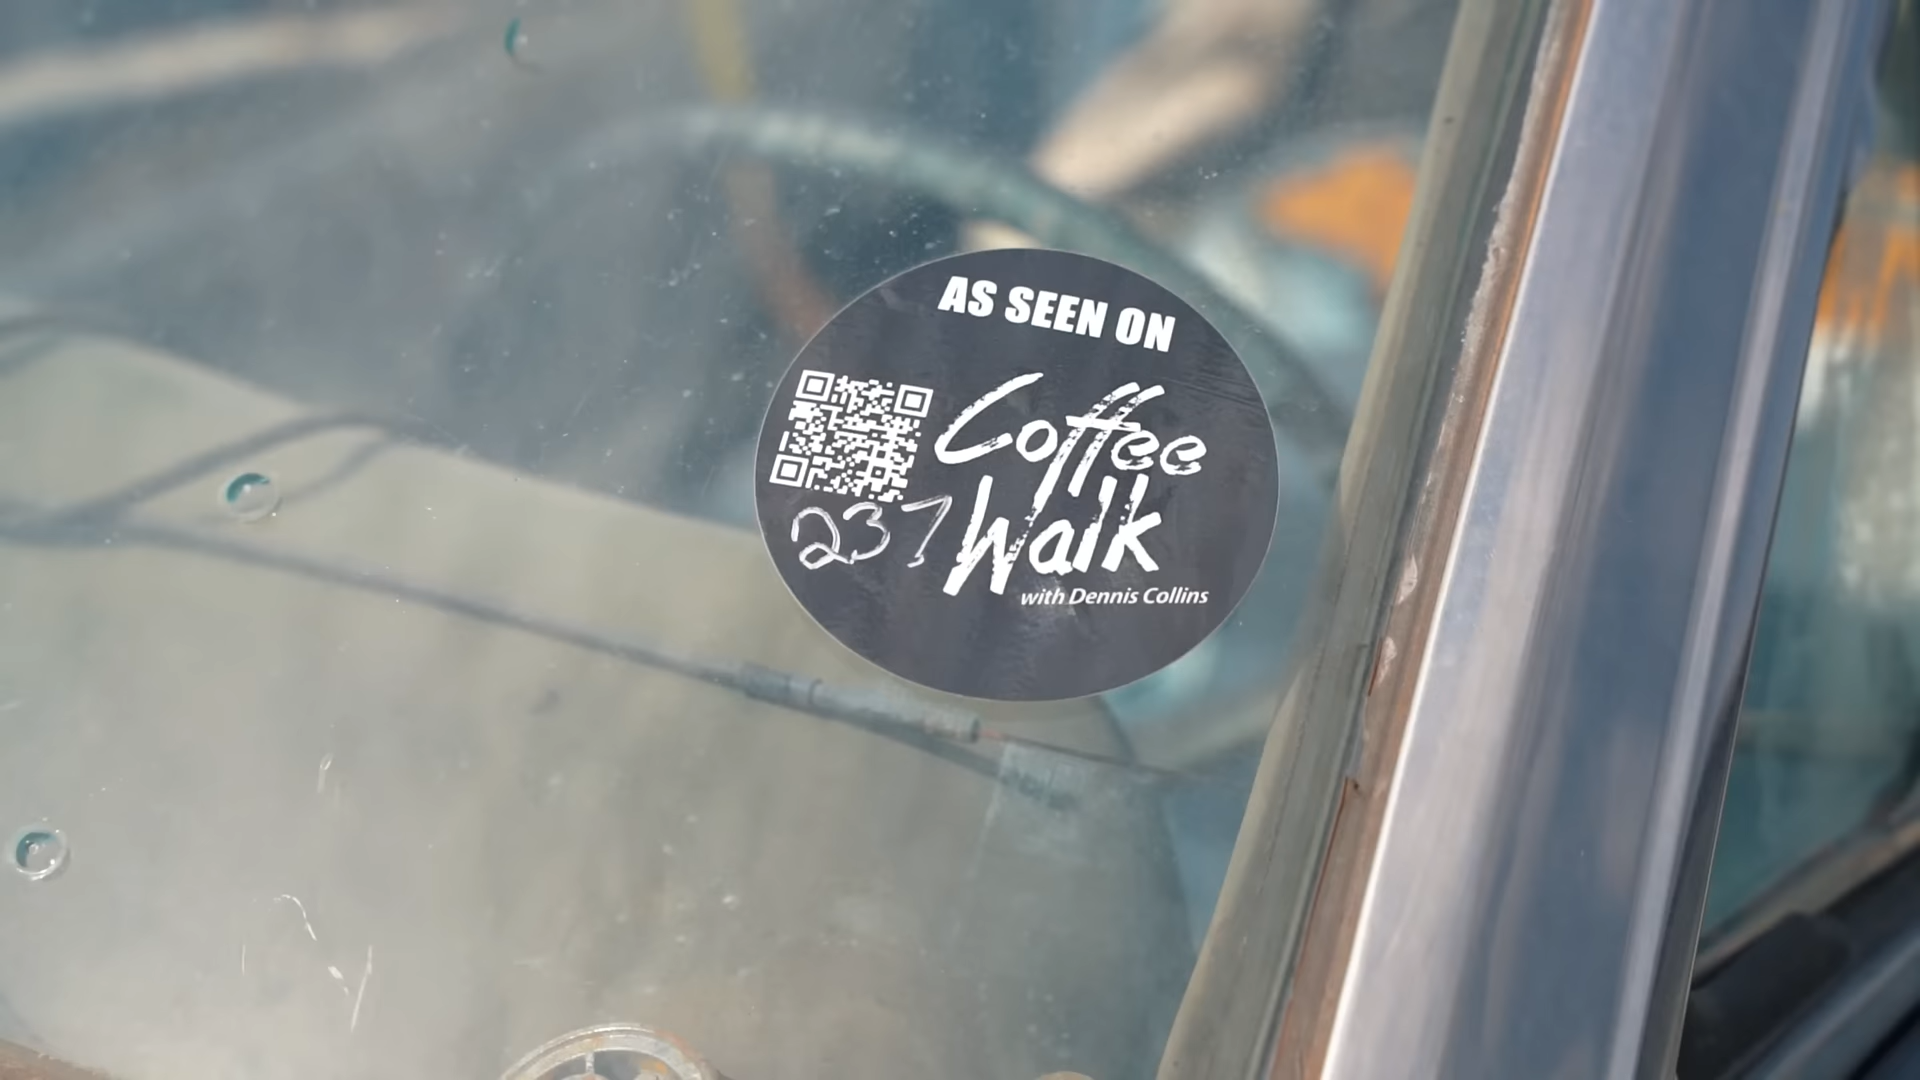 AS SEEN ON
Coffee
Walk
237
with Dennis Collins